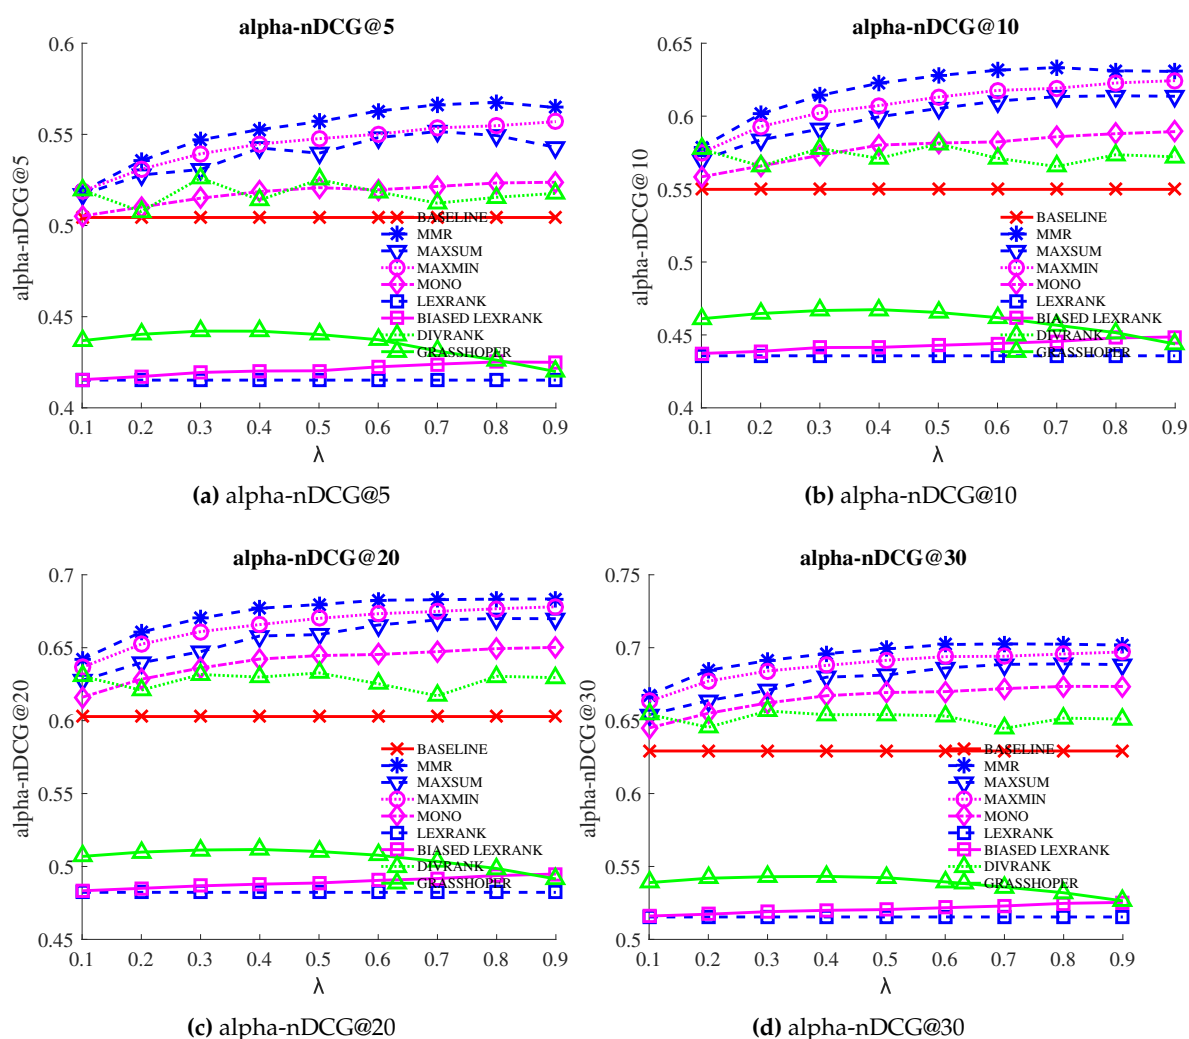 alpha-nDCG@5
0.6
0.55
0.5
0.45
0.4
alpha-nDCG@5
BASELINE
MMR
MAXSUM
MAXMIN
MONO
LEXRANK
BIASED LEXRANK
DIVRANK
GRASSHOPER
0.1 0.2 0.3 0.4 0.5 0.6 0.7 0.8 0.9
λ
(a) alpha-nDCG@5
alpha-nDCG@10
0.65
0.6
0.55
0.5
0.45
0.4
alpha-nDCG@10
BASELINE
MMR
MAXSUM
MAXMIN
MONO
LEXRANK
BIASED LEXRANK
DIVRANK
GRASSHOPER
0.1 0.2 0.3 0.4 0.5 0.6 0.7 0.8 0.9
λ
(b) alpha-nDCG@10
alpha-nDCG@20
0.7
0.65
0.6
0.55
0.5
0.45
alpha-nDCG@20
BASELINE
MMR
MAXSUM
MAXMIN
MONO
LEXRANK
BIASED LEXRANK
DIVRANK
GRASSHOPER
0.1 0.2 0.3 0.4 0.5 0.6 0.7 0.8 0.9
λ
(c) alpha-nDCG@20
alpha-nDCG@30
0.75
0.7
0.65
0.6
0.55
0.5
alpha-nDCG@30
BASELINE
MMR
MAXSUM
MAXMIN
MONO
LEXRANK
BIASED LEXRANK
DIVRANK
GRASSHOPER
0.1 0.2 0.3 0.4 0.5 0.6 0.7 0.8 0.9
λ
(d) alpha-nDCG@30